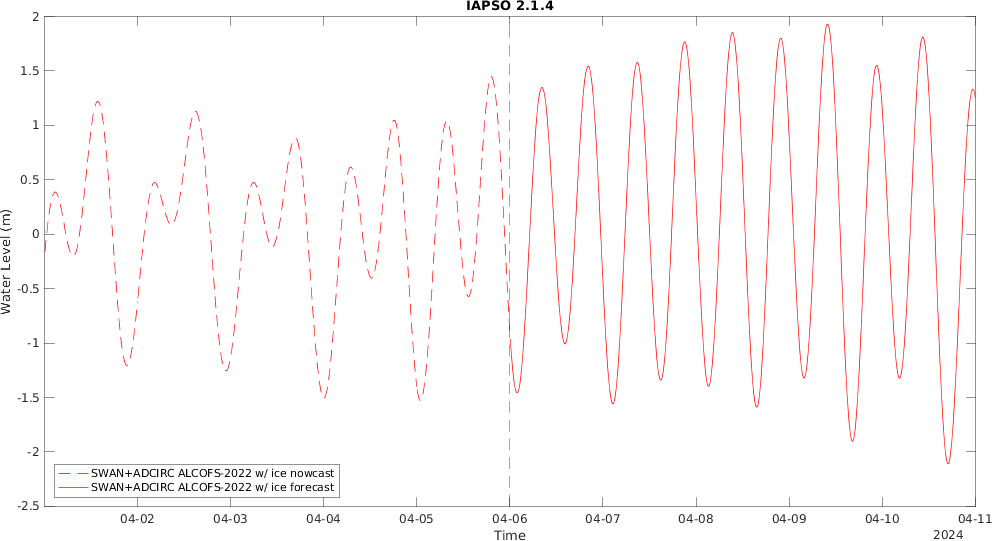 IAPSO 2.1.4
2
1.5
1
0.5
0
-0.5
-1
-1.5
-2
-2.5
Water Level (m)
SWAN+ADCIRC ALCOFS-2022 w/ ice nowcast
SWAN+ADCIRC ALCOFS-2022 w/ ice forecast
04-02 04-03 04-04 04-05 04-06 04-07 04-08 04-09 04-10 04-11
Time
2024